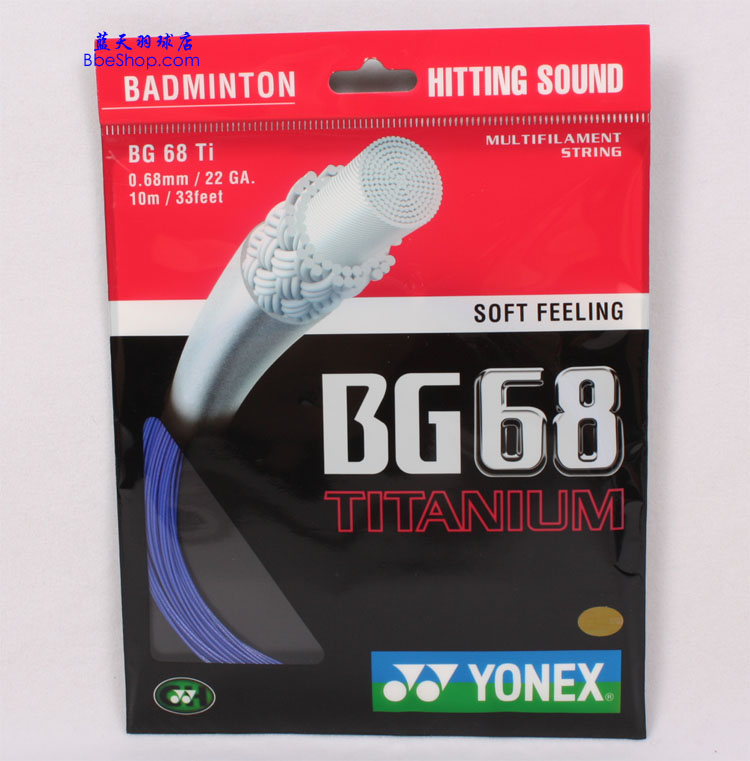 蓝天羽球店
BbeShop.com
BADMINTON
HITTING SOUND
BG 68 Ti
0.68mm / 22 GA.
10m / 33feet
MULTIFILAMENT
STRING
SOFT FEELING
BG68
TITANIUM
YONEX®